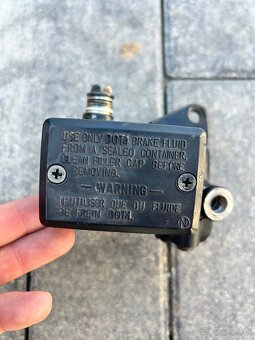 USE ONLY DOT4 BRAKE FLUID
FROM A SEALED CONTAINER.
CLEAN FILLER CAP BEFORE
REMOVING.
WARNING
N'UTILISER QUE DU FLUIDE
DE FREIN DOT4.